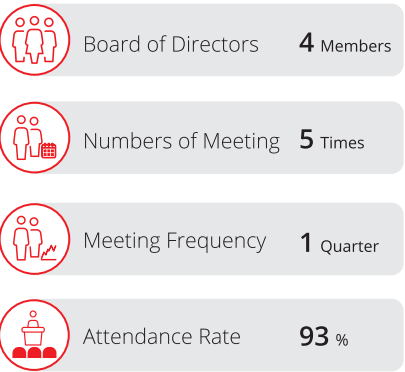 Board of Directors 4 Members
Numbers of Meeting 5 Times
Meeting Frequency 1 Quarter
Attendance Rate 93 %